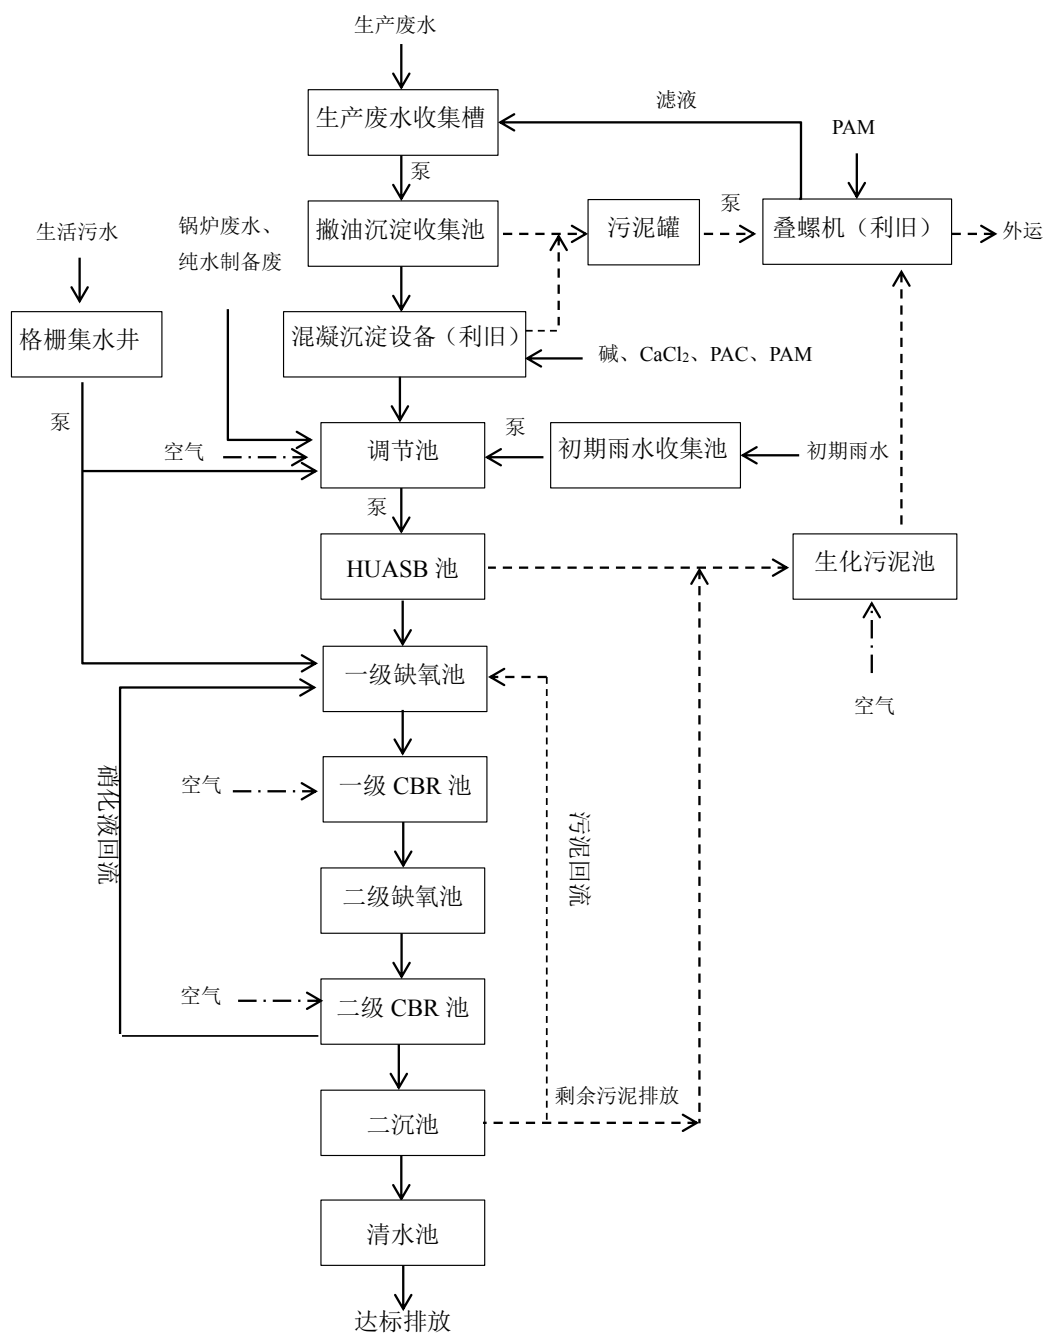 生产废水
生产废水收集槽
滤液
PAM
泵
生活污水
锅炉废水、
纯水制备废
撇油沉淀收集池
污泥罐
泵
叠螺机（利旧）
外运
格栅集水井
混凝沉淀设备（利旧）
碱、CaCl₂、PAC、PAM
泵
空气
调节池
泵
初期雨水收集池
初期雨水
泵
HUASB 池
生化污泥池
一级缺氧池
空气
硝化液回流
空气
一级 CBR 池
污泥回流
二级缺氧池
空气
二级 CBR 池
剩余污泥排放
二沉池
清水池
达标排放